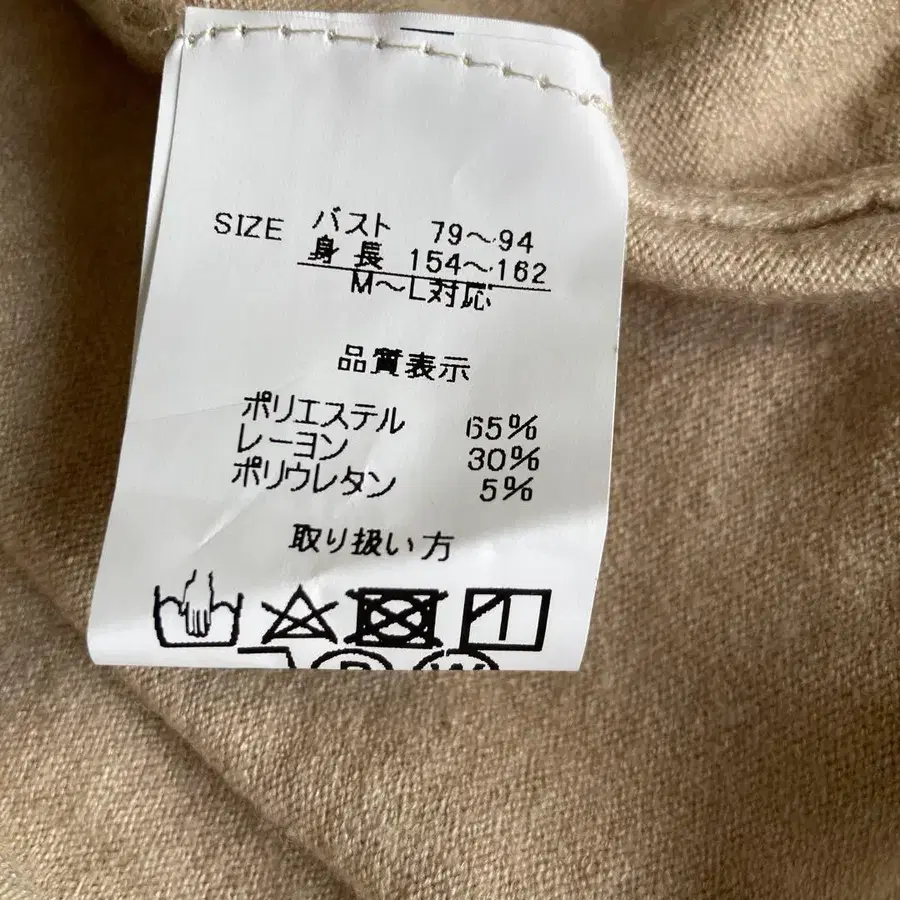 SIZE バスト 79～94
身長 154～162
M～L対応
品質表示
ポリエステル 65%
レーヨン 30%
ポリウレタン 5%
取り扱い方